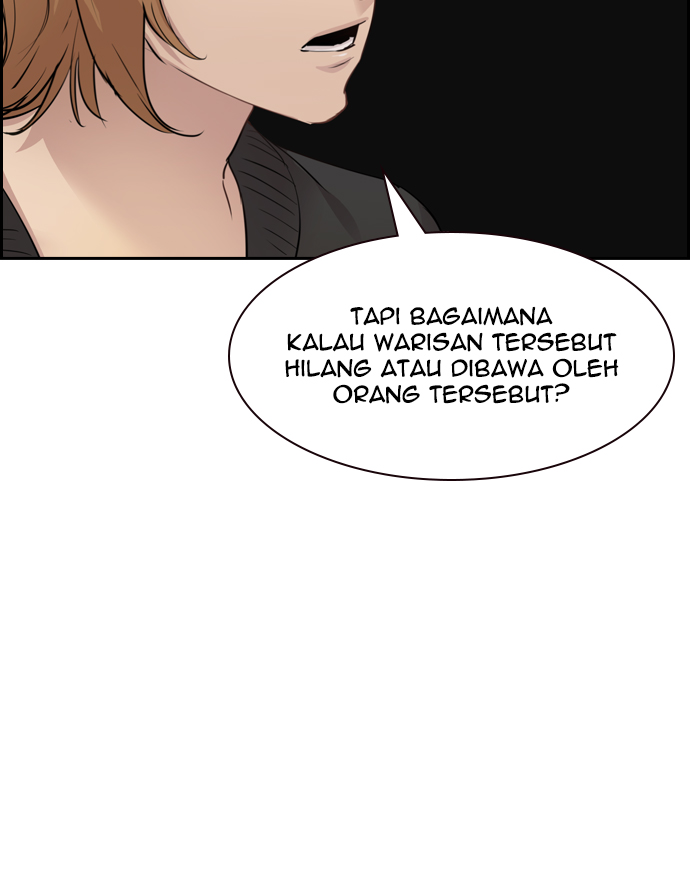 TAPI BAGAIMANA
KALAU WARISAN TERSEBUT
HILANG ATAU DIBAWA OLEH
ORANG TERSEBUT?